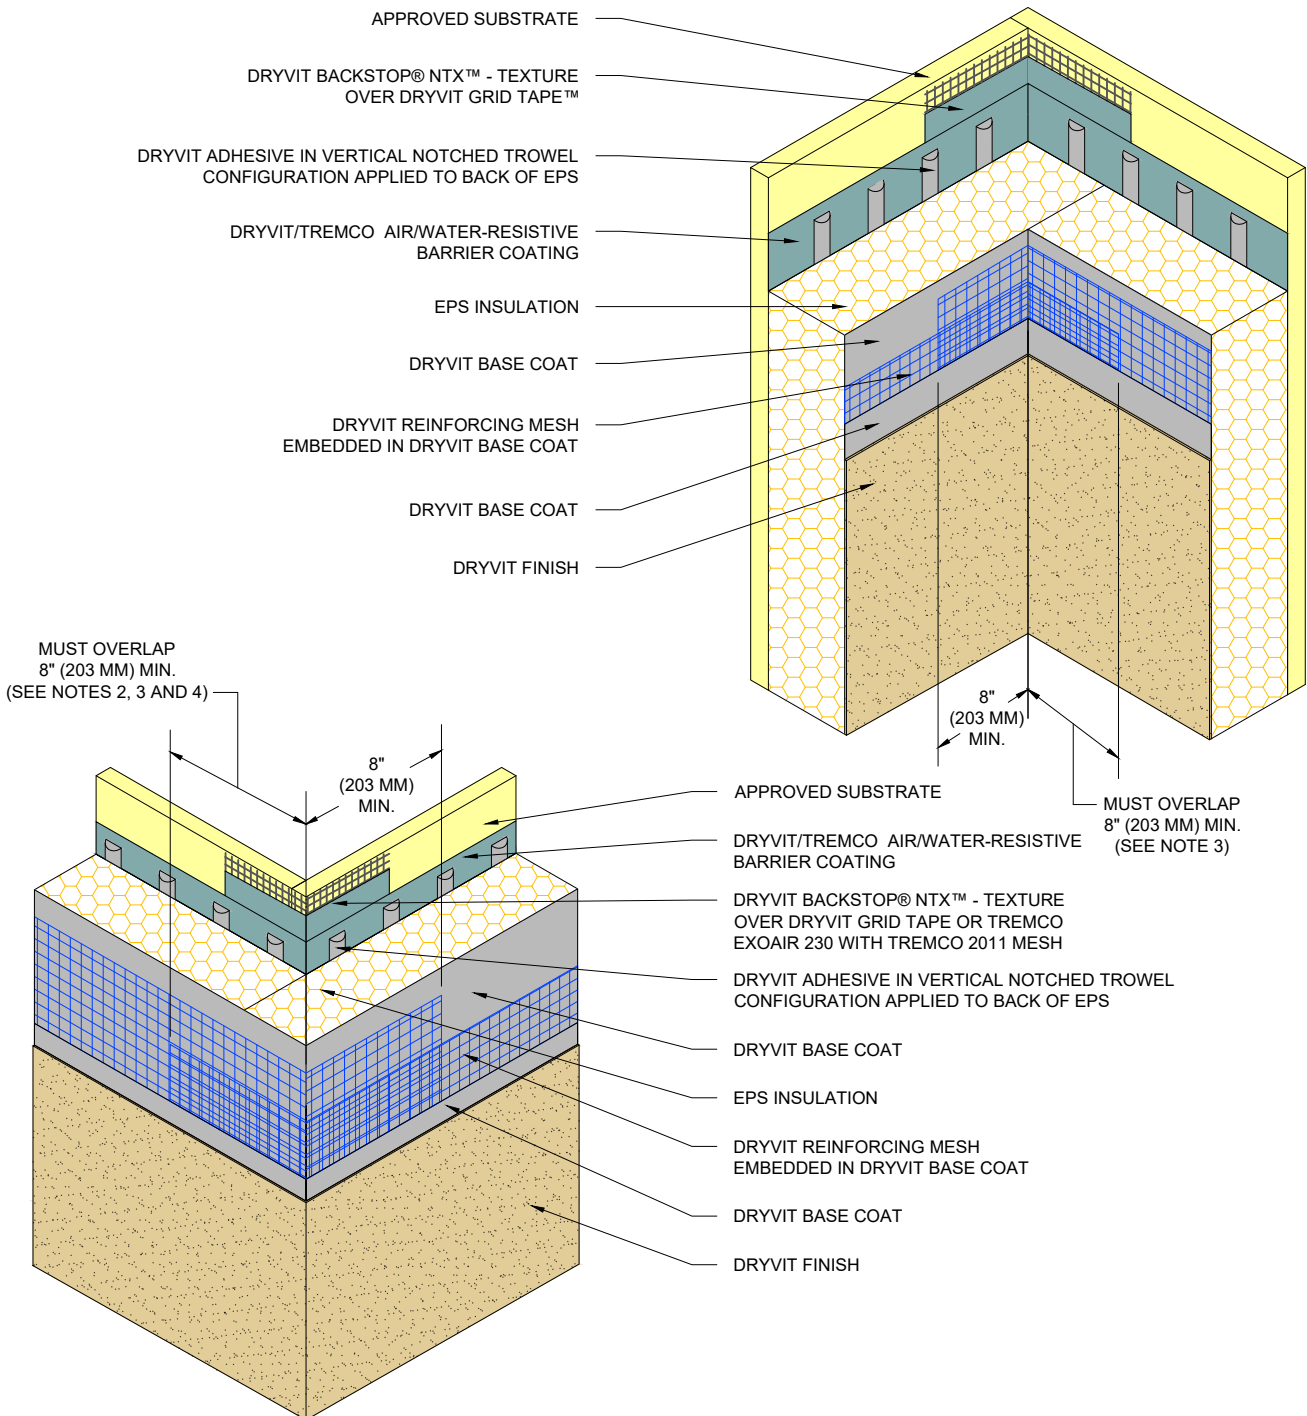 APPROVED SUBSTRATE
DRYVIT BACKSTOP® NTX™ - TEXTURE
OVER DRYVIT GRID TAPE™
DRYVIT ADHESIVE IN VERTICAL NOTCHED TROWEL
CONFIGURATION APPLIED TO BACK OF EPS
DRYVIT/TREMCO AIR/WATER-RESISTIVE
BARRIER COATING
EPS INSULATION
DRYVIT BASE COAT
DRYVIT REINFORCING MESH
EMBEDDED IN DRYVIT BASE COAT
DRYVIT BASE COAT
DRYVIT FINISH
8"
(203 MM)
MIN.
MUST OVERLAP
8" (203 MM) MIN.
(SEE NOTE 3)
MUST OVERLAP
8" (203 MM) MIN.
(SEE NOTES 2, 3 AND 4)
8"
(203 MM)
MIN.
APPROVED SUBSTRATE
DRYVIT/TREMCO AIR/WATER-RESISTIVE
BARRIER COATING
DRYVIT BACKSTOP® NTX™ - TEXTURE
OVER DRYVIT GRID TAPE OR TREMCO
EXOAIR 230 WITH TREMCO 2011 MESH
DRYVIT ADHESIVE IN VERTICAL NOTCHED TROWEL
CONFIGURATION APPLIED TO BACK OF EPS
DRYVIT BASE COAT
EPS INSULATION
DRYVIT REINFORCING MESH
EMBEDDED IN DRYVIT BASE COAT
DRYVIT BASE COAT
DRYVIT FINISH